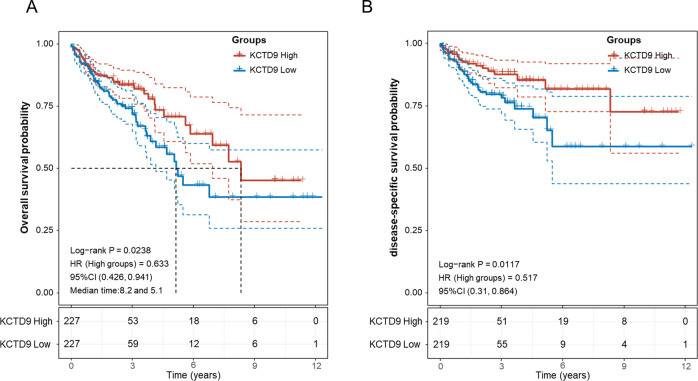 A
Groups
KCTD9 High
KCTD9 Low
1.00
0.75
0.50
0.25
0.00
Overall survival probability
Log-rank P = 0.0238
HR (High groups) = 0.633
95%CI (0.426, 0.941)
Median time:8.2 and 5.1
KCTD9 High 227 53 18 6 0
KCTD9 Low 227 59 12 6 1
0 3 6 9 12
Time (years)
B
Groups
KCTD9 High
KCTD9 Low
1.00
0.75
0.50
0.25
0.00
disease-specific survival probability
Log-rank P = 0.0117
HR (High groups) = 0.517
95%CI (0.31, 0.864)
KCTD9 High 219 51 19 8 0
KCTD9 Low 219 55 9 4 1
0 3 6 9 12
Time (years)